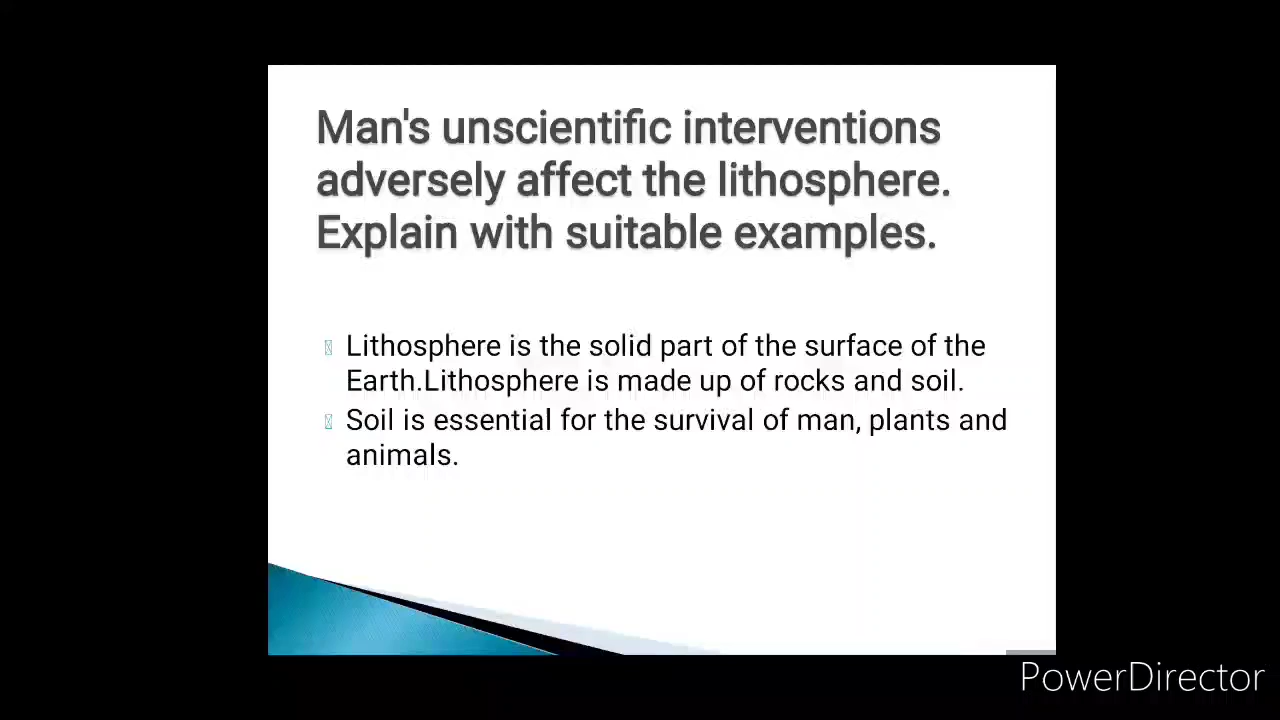 Man's unscientific interventions
adversely affect the lithosphere.
Explain with suitable examples.
Lithosphere is the solid part of the surface of the
Earth.Lithosphere is made up of rocks and soil.
Soil is essential for the survival of man, plants and
animals.
PowerDirector